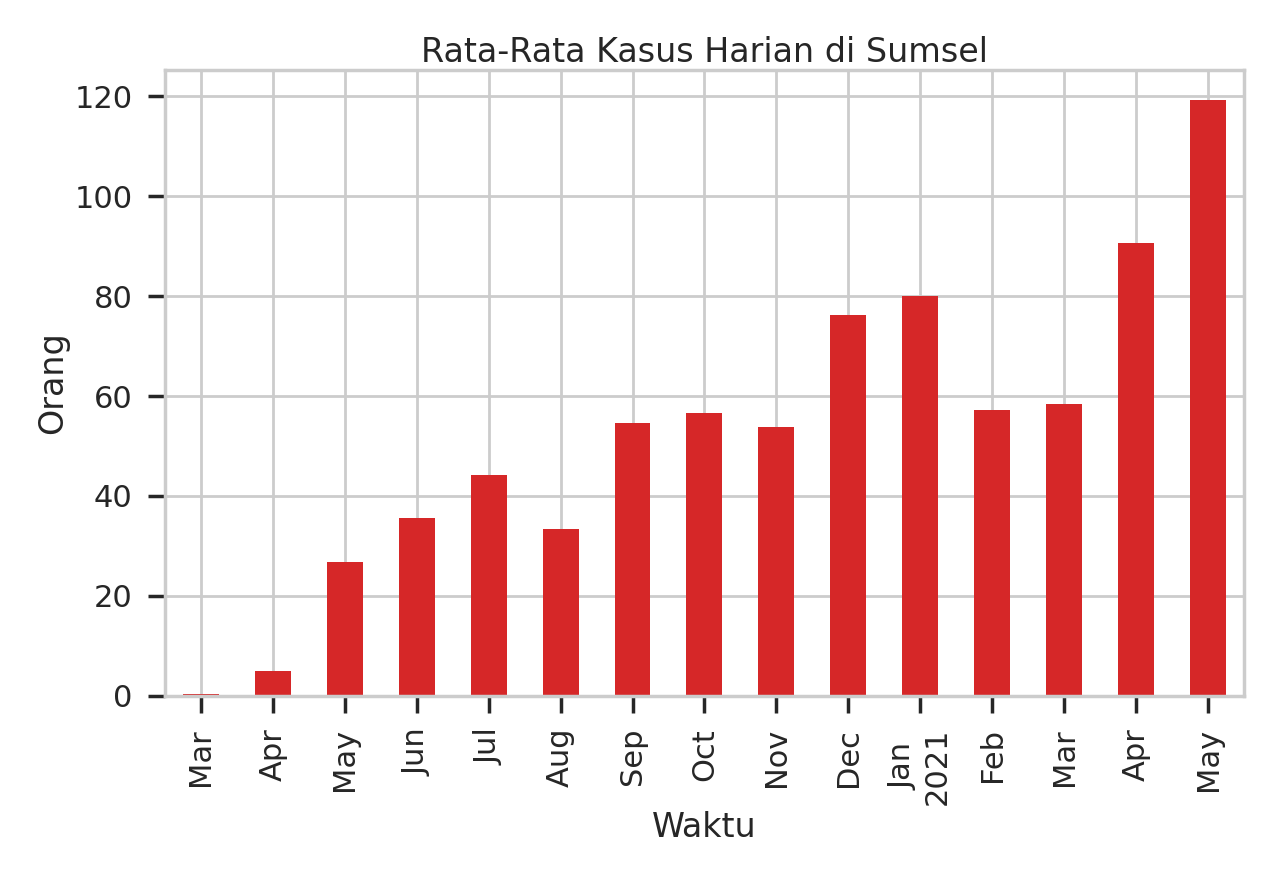 Rata-Rata Kasus Harian di Sumsel
120
100
80
60
40
20
0
Orang
Mar
Apr
May
Jun
Jul
Aug
Sep
Oct
Nov
Dec
Jan
2021
Feb
Mar
Apr
May
Waktu